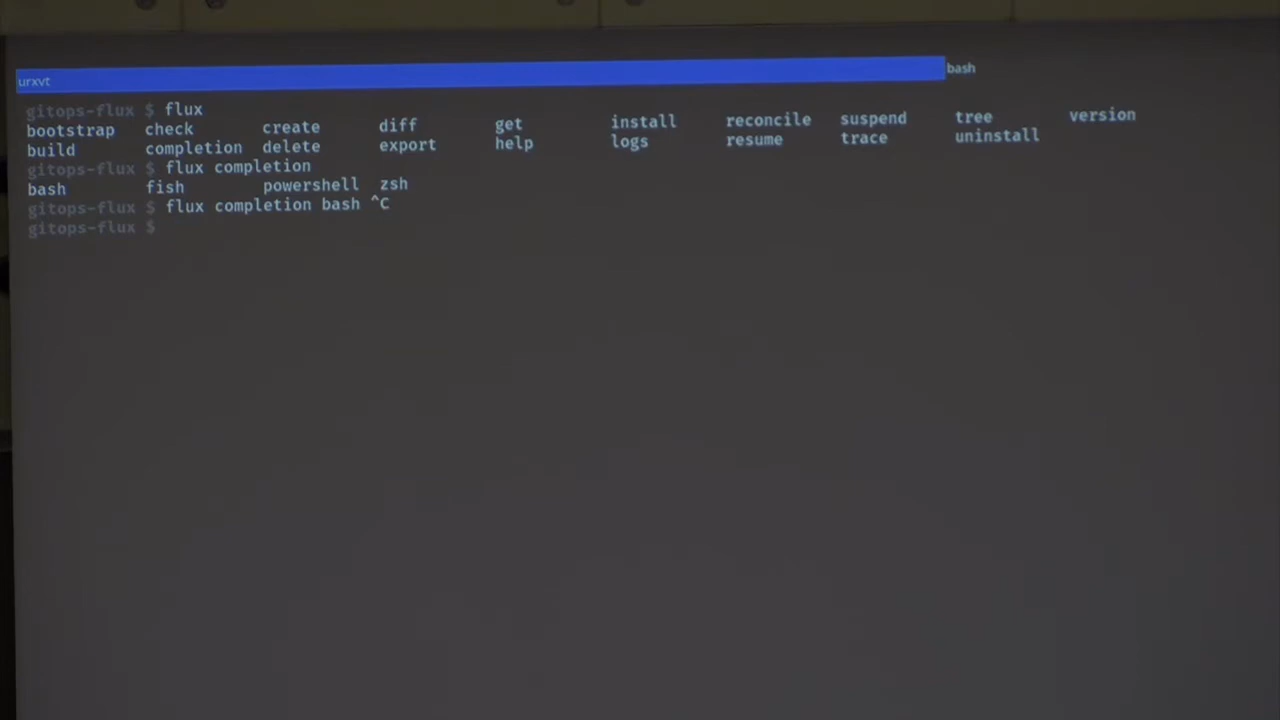 urxvt bash
gitops-flux $ flux
bootstrap check create diff get install reconcile suspend tree version
build completion delete export help logs resume trace uninstall
gitops-flux $ flux completion
bash fish powershell zsh
gitops-flux $ flux completion bash ^C
gitops-flux $